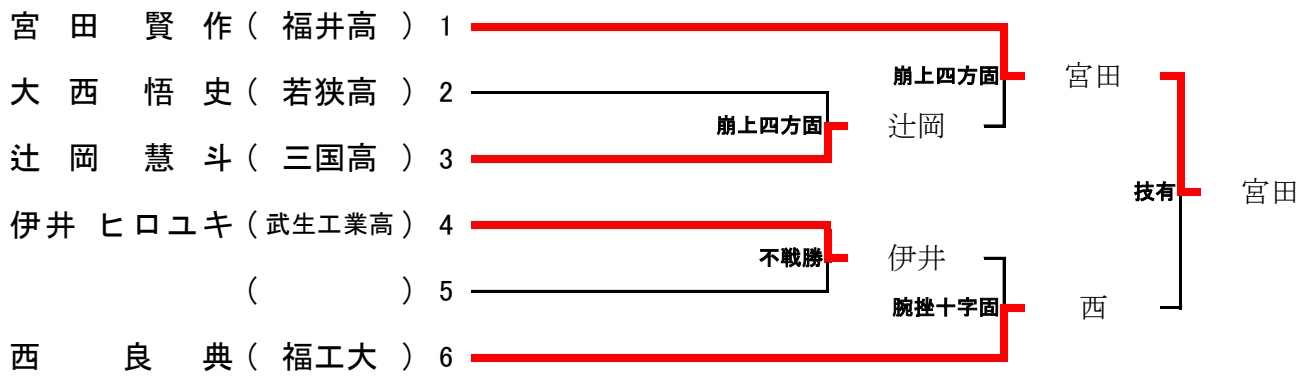 宮 田 賢 作 ( 福井高 ) 1
崩上四方固 宮田
大 西 悟 史 ( 若狭高 ) 2
崩上四方固 辻岡
辻 岡 慧 斗 ( 三国高 ) 3
技有 宮田
伊井 ヒロユキ ( 武生工業高 ) 4
不戦勝 伊井
( ) 5
腕挫十字固 西
西 良 典 ( 福工大 ) 6